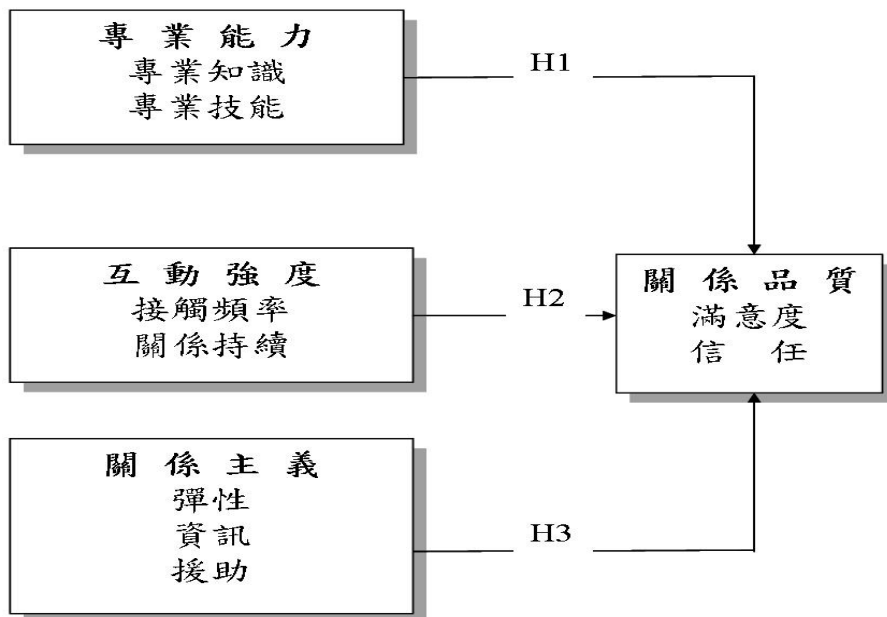 專業能力
專業知識
專業技能
H1
互動強度
接觸頻率
關係持續
H2
關係品質
滿意度
信任
關係主義
彈性
資訊
援助
H3